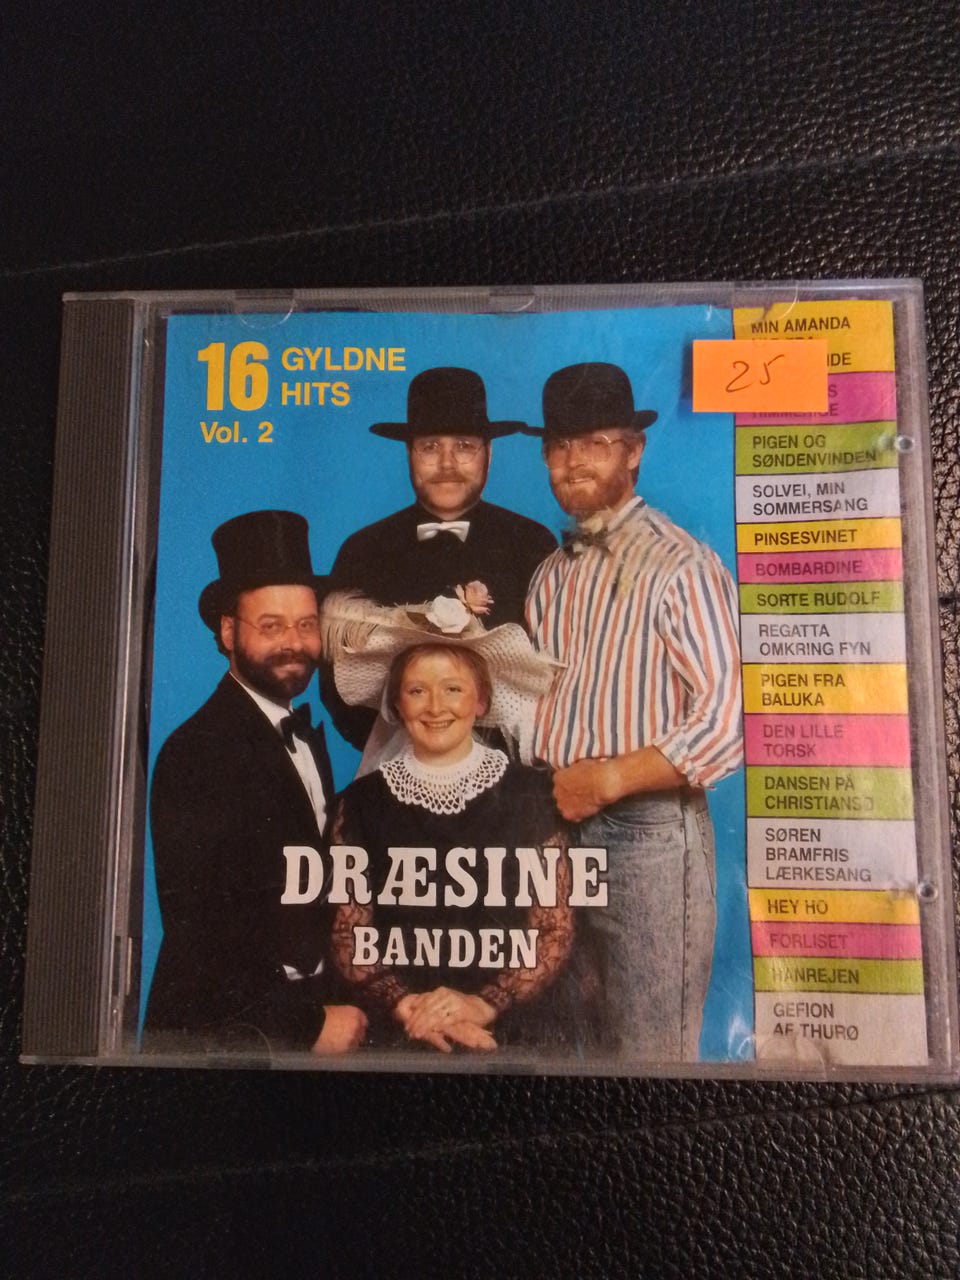 16 GYLDNE
HITS
Vol. 2
DRÆSINE
BANDEN
25
MIN AMANDA
PIGEN OG
SØNDENVINDEN
SOLVEI, MIN
SOMMERSANG
PINSESVINET
BOMBARDINE
SORTE RUDOLF
REGATTA
OMKRING FYN
PIGEN FRA
BALUKA
DEN LILLE
TORSK
DANSEN PÅ
CHRISTIANSØ
SØREN
BRAMFRIS
LÆRKESANG
HEY HO
FORLISET
HANREJEN
GEFION
AF THURØ